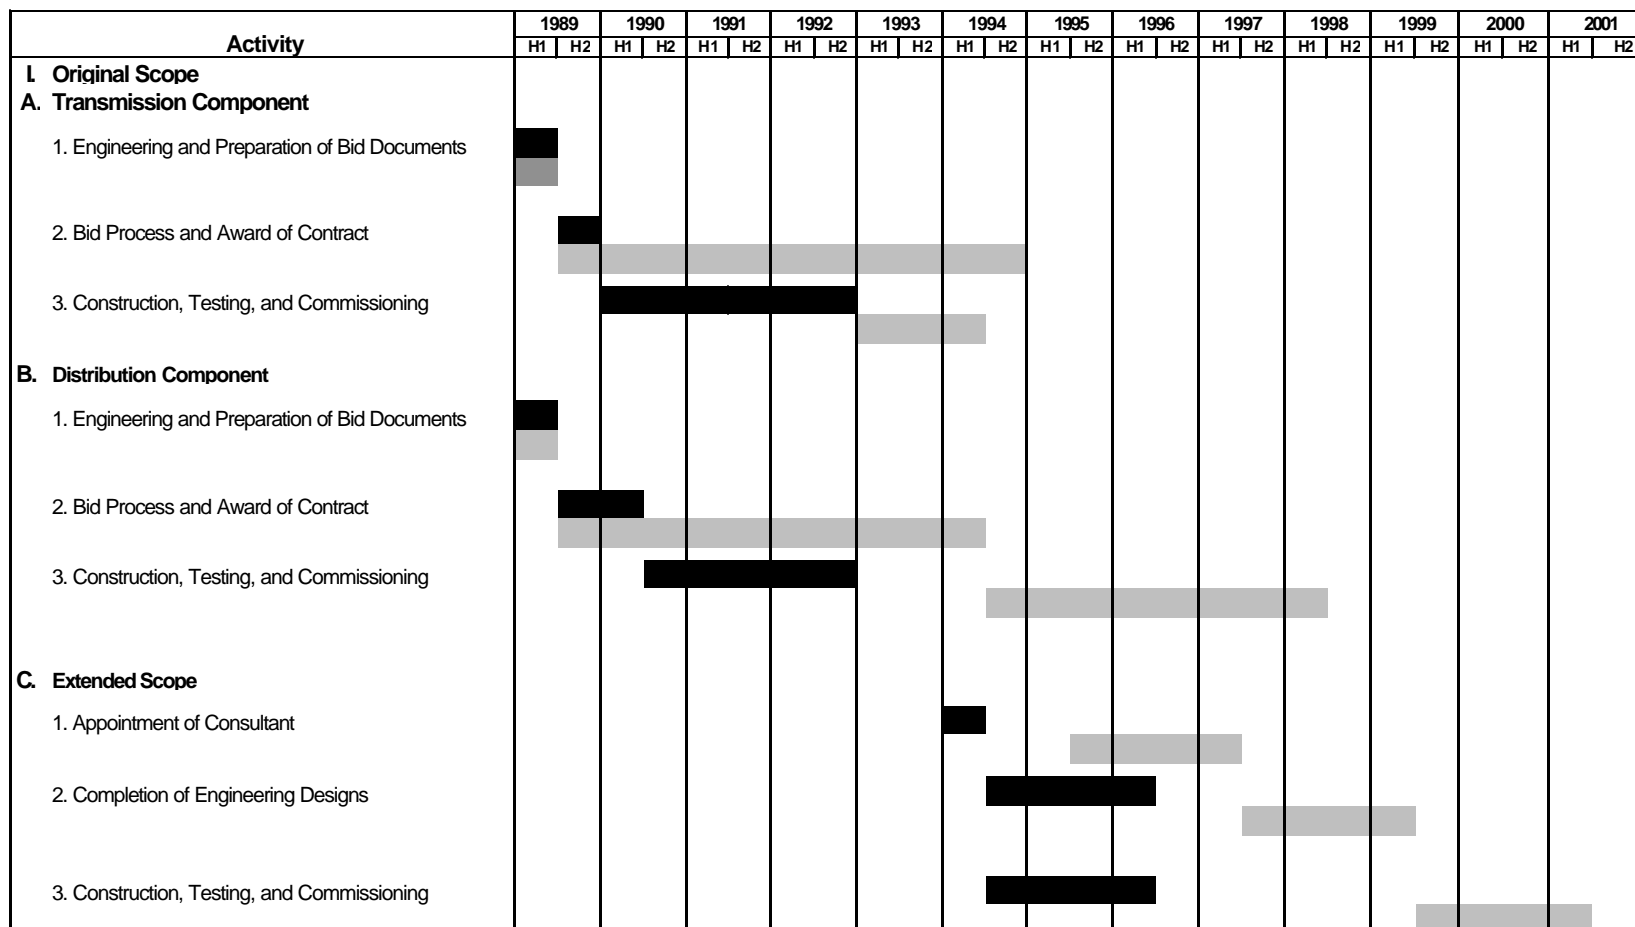 1989 1990 1991 1992 1993 1994 1995 1996 1997 1998 1999 2000 2001
Activity H1 H2 H1 H2 H1 H2 H1 H2 H1 H2 H1 H2 H1 H2 H1 H2 H1 H2 H1 H2 H1 H2 H1 H2 H1 H2
I. Original Scope
A. Transmission Component
1. Engineering and Preparation of Bid Documents
2. Bid Process and Award of Contract
3. Construction, Testing, and Commissioning
B. Distribution Component
1. Engineering and Preparation of Bid Documents
2. Bid Process and Award of Contract
3. Construction, Testing, and Commissioning
C. Extended Scope
1. Appointment of Consultant
2. Completion of Engineering Designs
3. Construction, Testing, and Commissioning